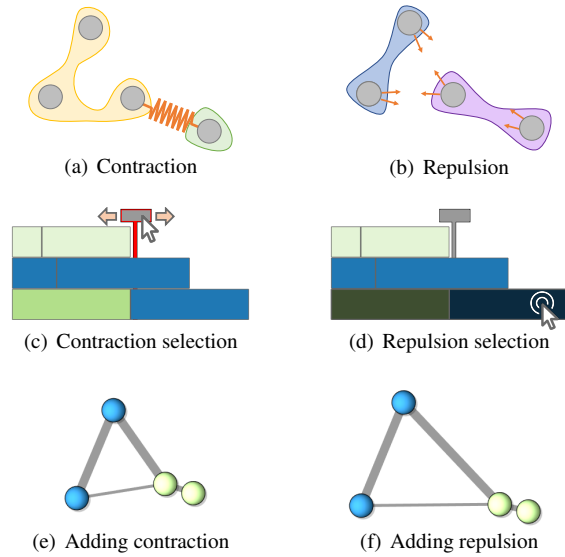 (a) Contraction
(b) Repulsion
(c) Contraction selection
(d) Repulsion selection
(e) Adding contraction
(f) Adding repulsion